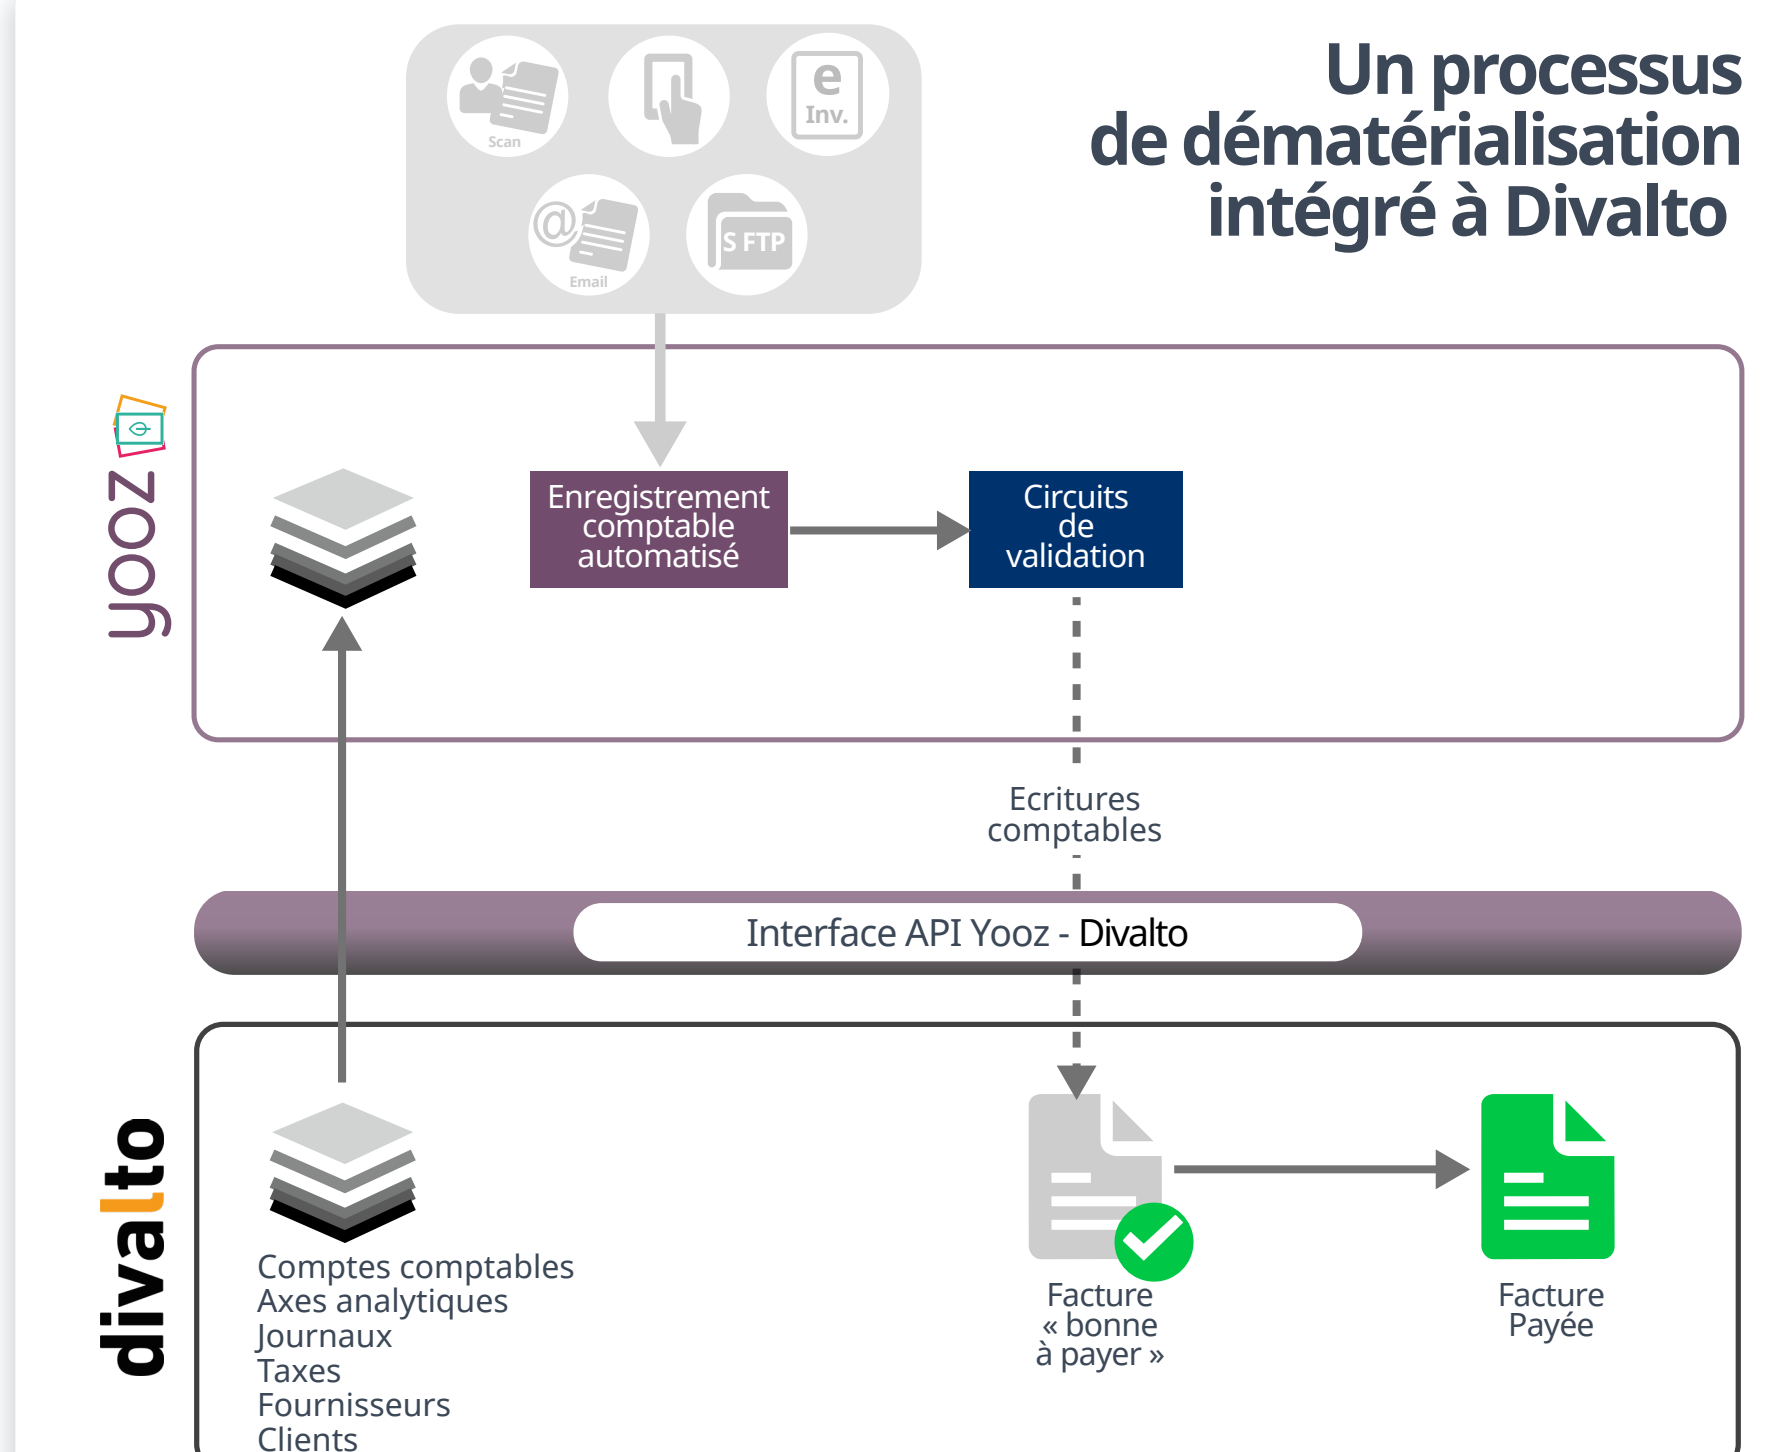 Un processus
de dématérialisation
intégré à Divalto
Scan
e
Inv.
@
Email
S FTP
yooz
Enregistrement
comptable
automatisé
Circuits
de
validation
Ecritures
comptables
Interface API Yooz - Divalto
divalto
Comptes comptables
Axes analytiques
Journaux
Taxes
Fournisseurs
Clients
Facture
« bonne
à payer »
Facture
Payée